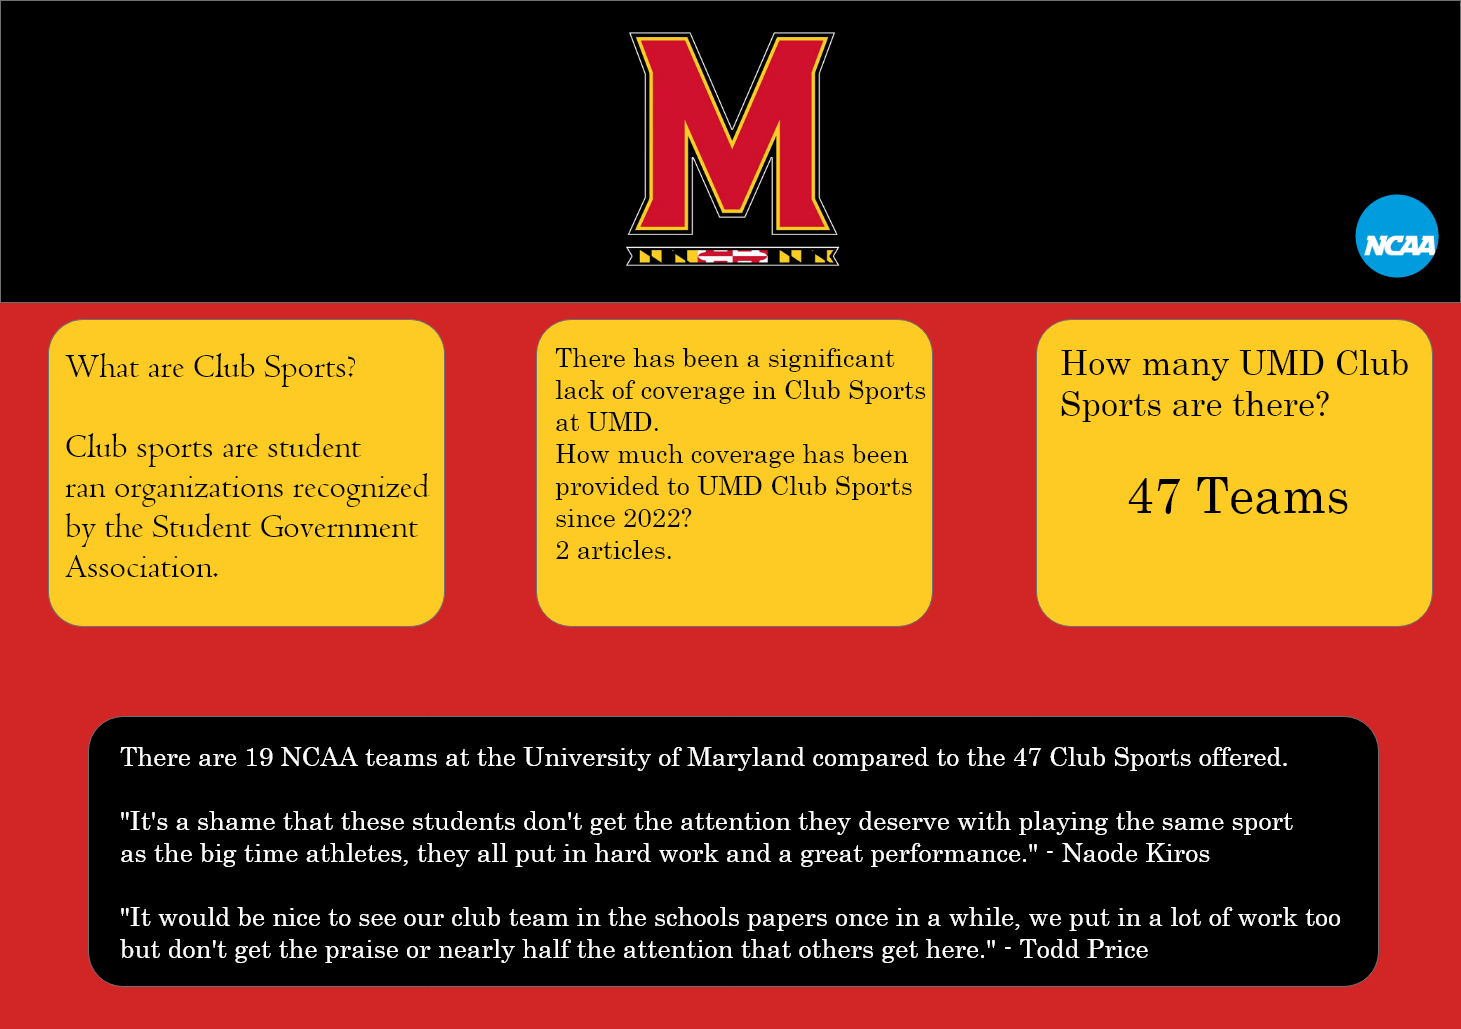 M
NCAA
What are Club Sports?
Club sports are student
ran organizations recognized
by the Student Government
Association.
There has been a significant
lack of coverage in Club Sports
at UMD.
How much coverage has been
provided to UMD Club Sports
since 2022?
2 articles.
How many UMD Club
Sports are there?
47 Teams
There are 19 NCAA teams at the University of Maryland compared to the 47 Club Sports offered.
"It's a shame that these students don't get the attention they deserve with playing the same sport
as the big time athletes, they all put in hard work and a great performance." - Naode Kiros
"It would be nice to see our club team in the schools papers once in a while, we put in a lot of work too
but don't get the praise or nearly half the attention that others get here." - Todd Price